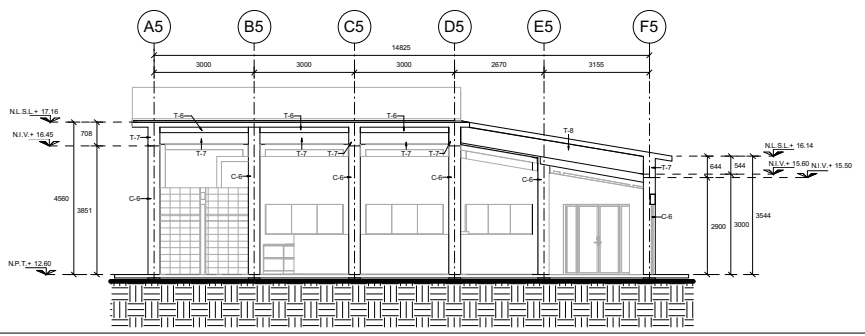 A5 B5 C5 D5 E5 F5
14825
3000 3000 3000 2670 3155
N.L.S.L.+ 17.16
T-6 T-6 T-6
N.I.V.+ 16.45 T-7 708 T-8
T-7 T-7 T-7 T-7 T-7
N.L.S.L.+ 16.14
644 544
T-7 N.I.V.+ 15.60 N.I.V.+ 15.50
C-6 C-6 C-6 C-6
4560 3851 C-6 C-6
2900 3000 3544
N.P.T.+ 12.60